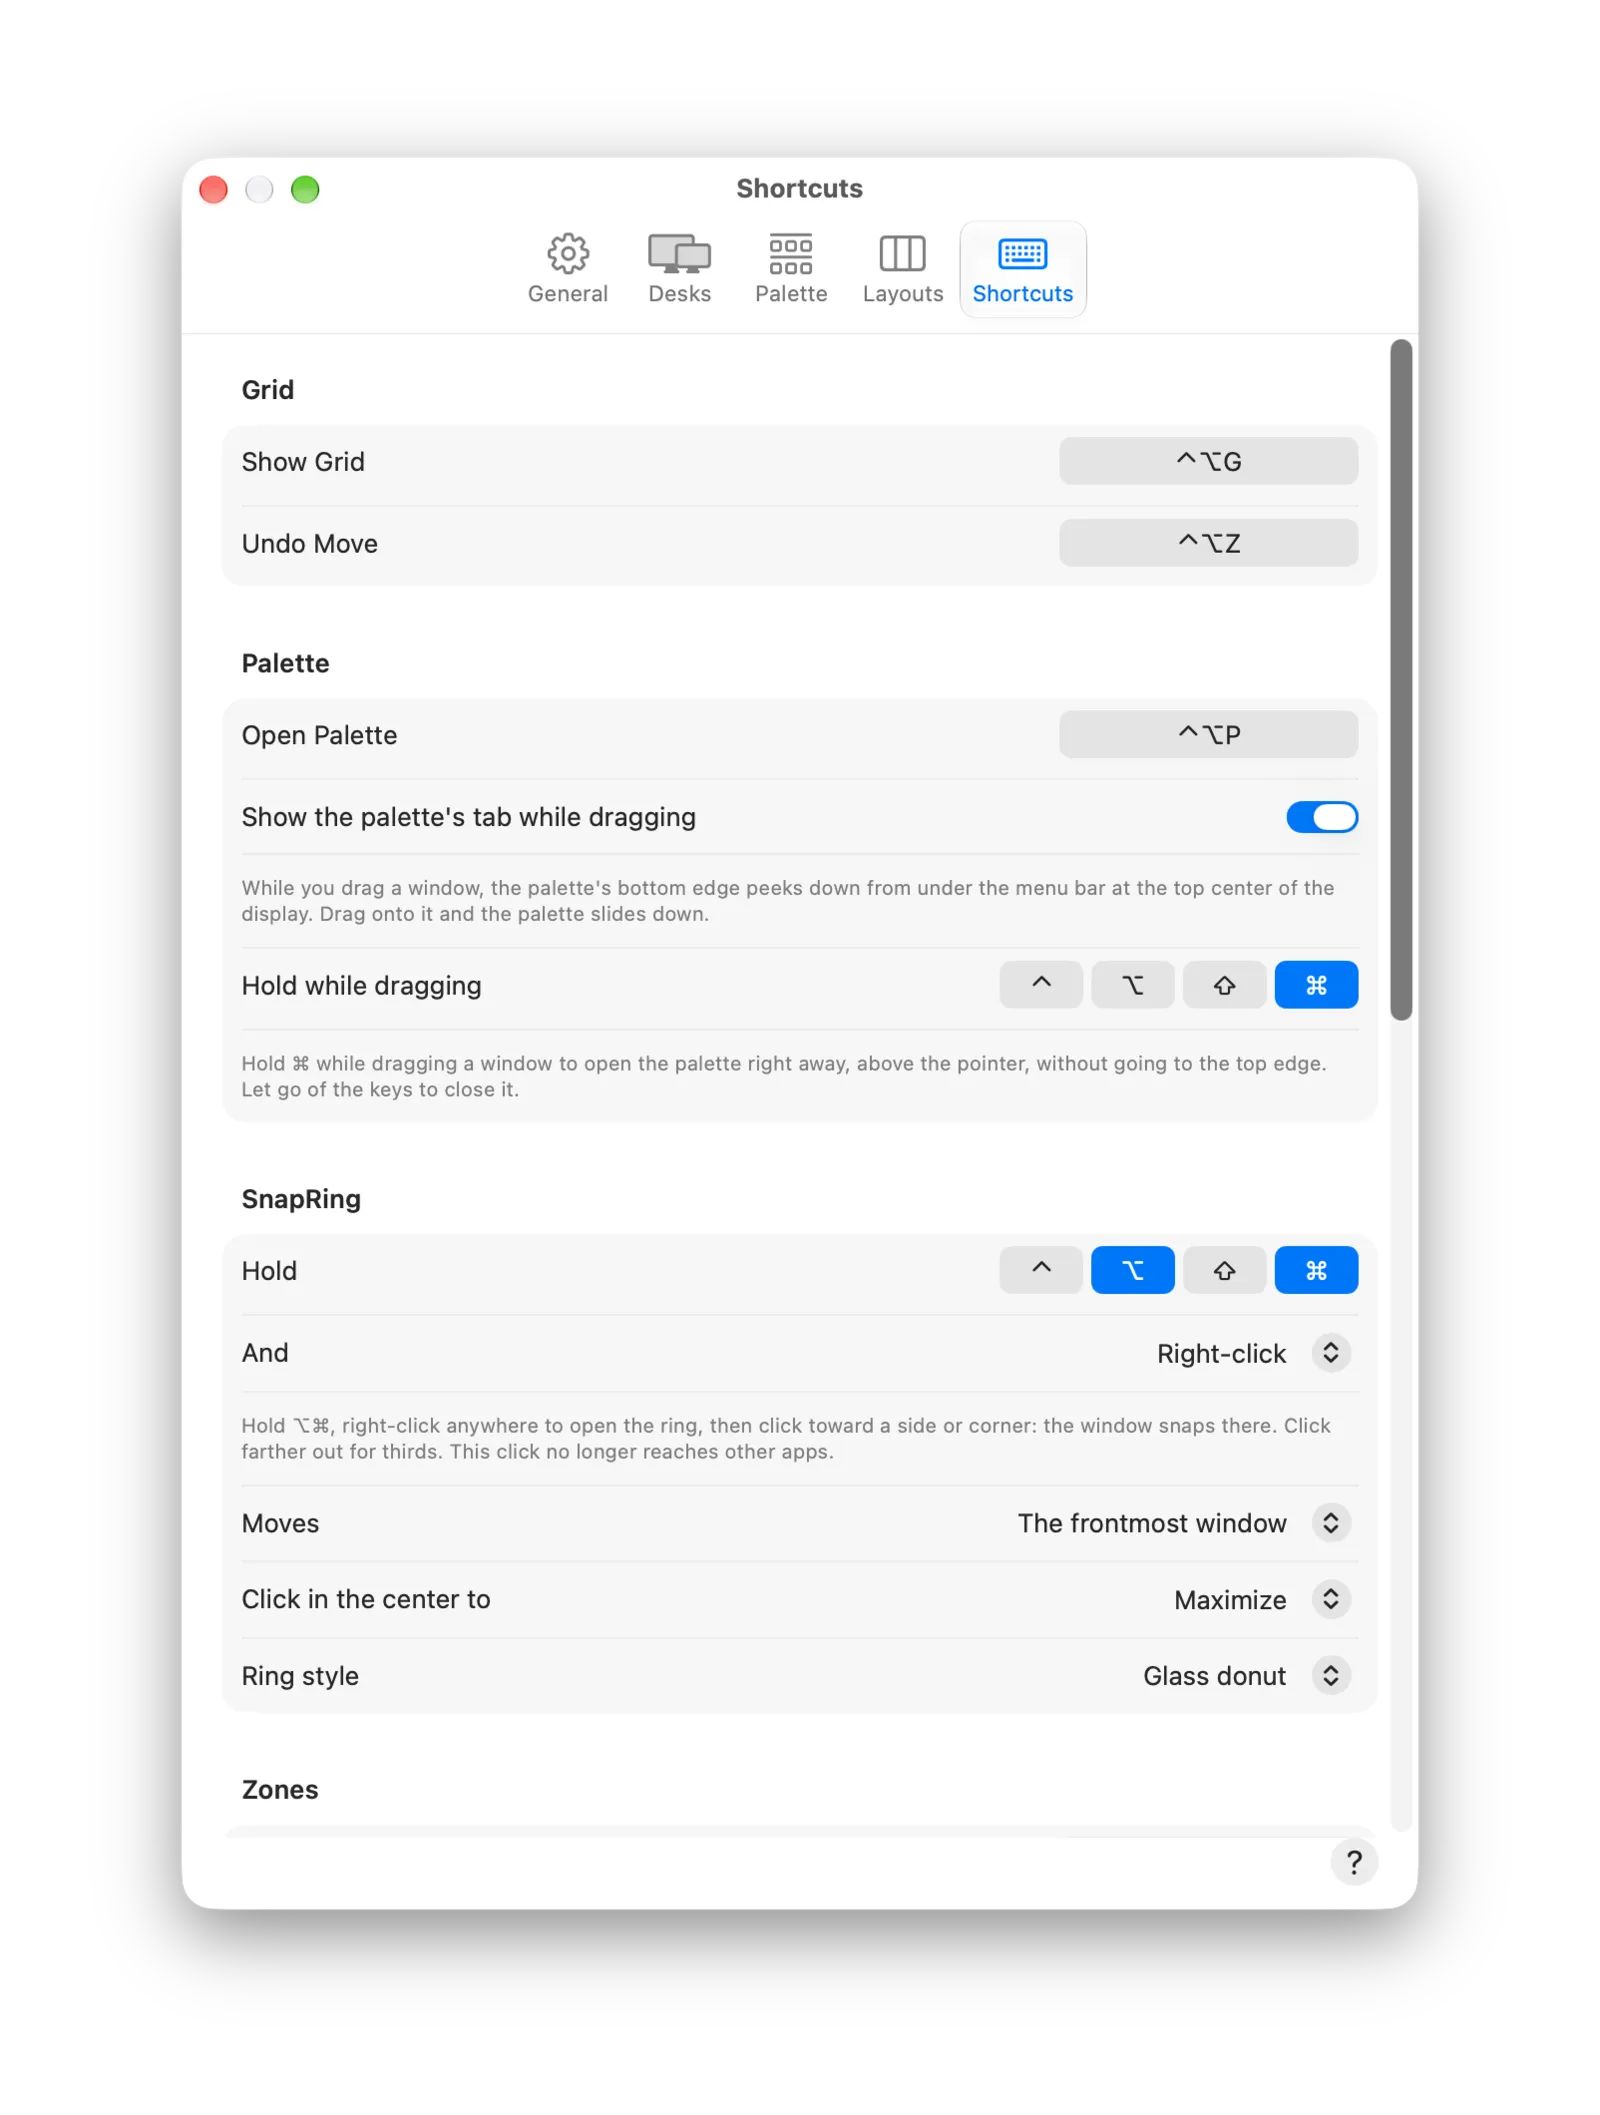 Shortcuts
General
Desks
Palette
Layouts
Shortcuts
Grid
Show Grid
^⌥G
Undo Move
^⌥Z
Palette
Open Palette
^⌥P
Show the palette's tab while dragging
While you drag a window, the palette's bottom edge peeks down from under the menu bar at the top center of the
display. Drag onto it and the palette slides down.
Hold while dragging
^ ⌥ ⇧ ⌘
Hold ⌘ while dragging a window to open the palette right away, above the pointer, without going to the top edge.
Let go of the keys to close it.
SnapRing
Hold
^ ⌥ ⇧ ⌘
And
Right-click
Hold ⌥⌘, right-click anywhere to open the ring, then click toward a side or corner: the window snaps there. Click
farther out for thirds. This click no longer reaches other apps.
Moves
The frontmost window
Click in the center to
Maximize
Ring style
Glass donut
Zones
?